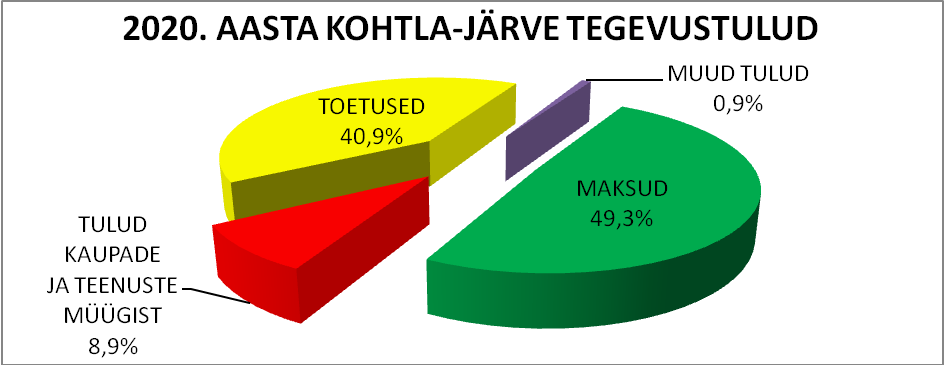 2020. AASTA KOHTLA-JÄRVE TEGEVUSTULUD
MUUD TULUD
0,9%
TOETUSED
40,9%
MAKSUD
49,3%
TULUD
KAUPADE
JA TEENUSTE
MÜÜGIST
8,9%